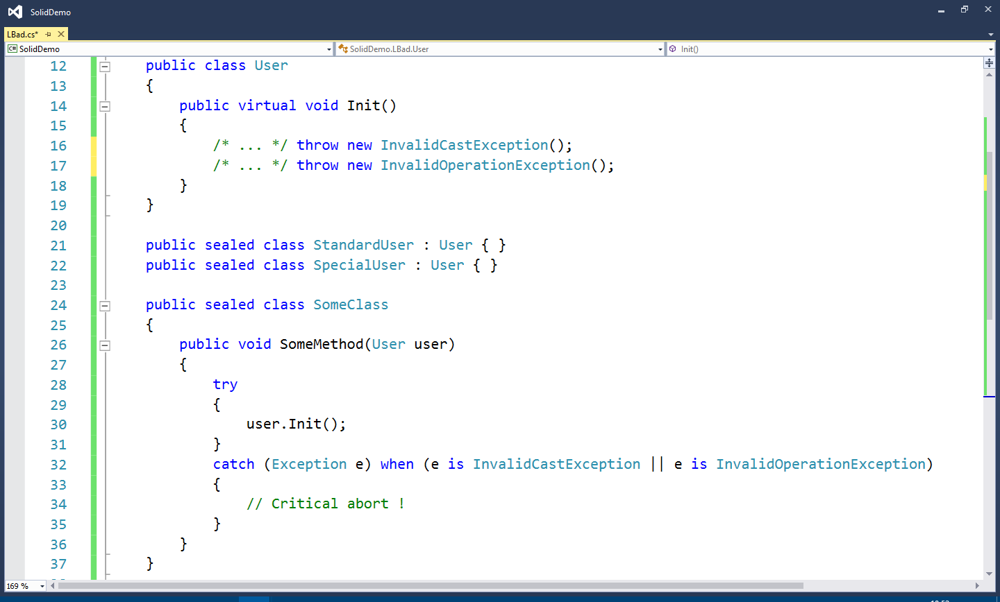 SolidDemo
LBad.cs*
SolidDemo SolidDemo.LBad.User Init()
12 public class User
13 {
14 public virtual void Init()
15 {
16 /* ... */ throw new InvalidCastException();
17 /* ... */ throw new InvalidOperationException();
18 }
19 }
20
21 public sealed class StandardUser : User { }
22 public sealed class SpecialUser : User { }
23
24 public sealed class SomeClass
25 {
26 public void SomeMethod(User user)
27 {
28 try
29 {
30 user.Init();
31 }
32 catch (Exception e) when (e is InvalidCastException || e is InvalidOperationException)
33 {
34 // Critical abort !
35 }
36 }
37 }
169 %